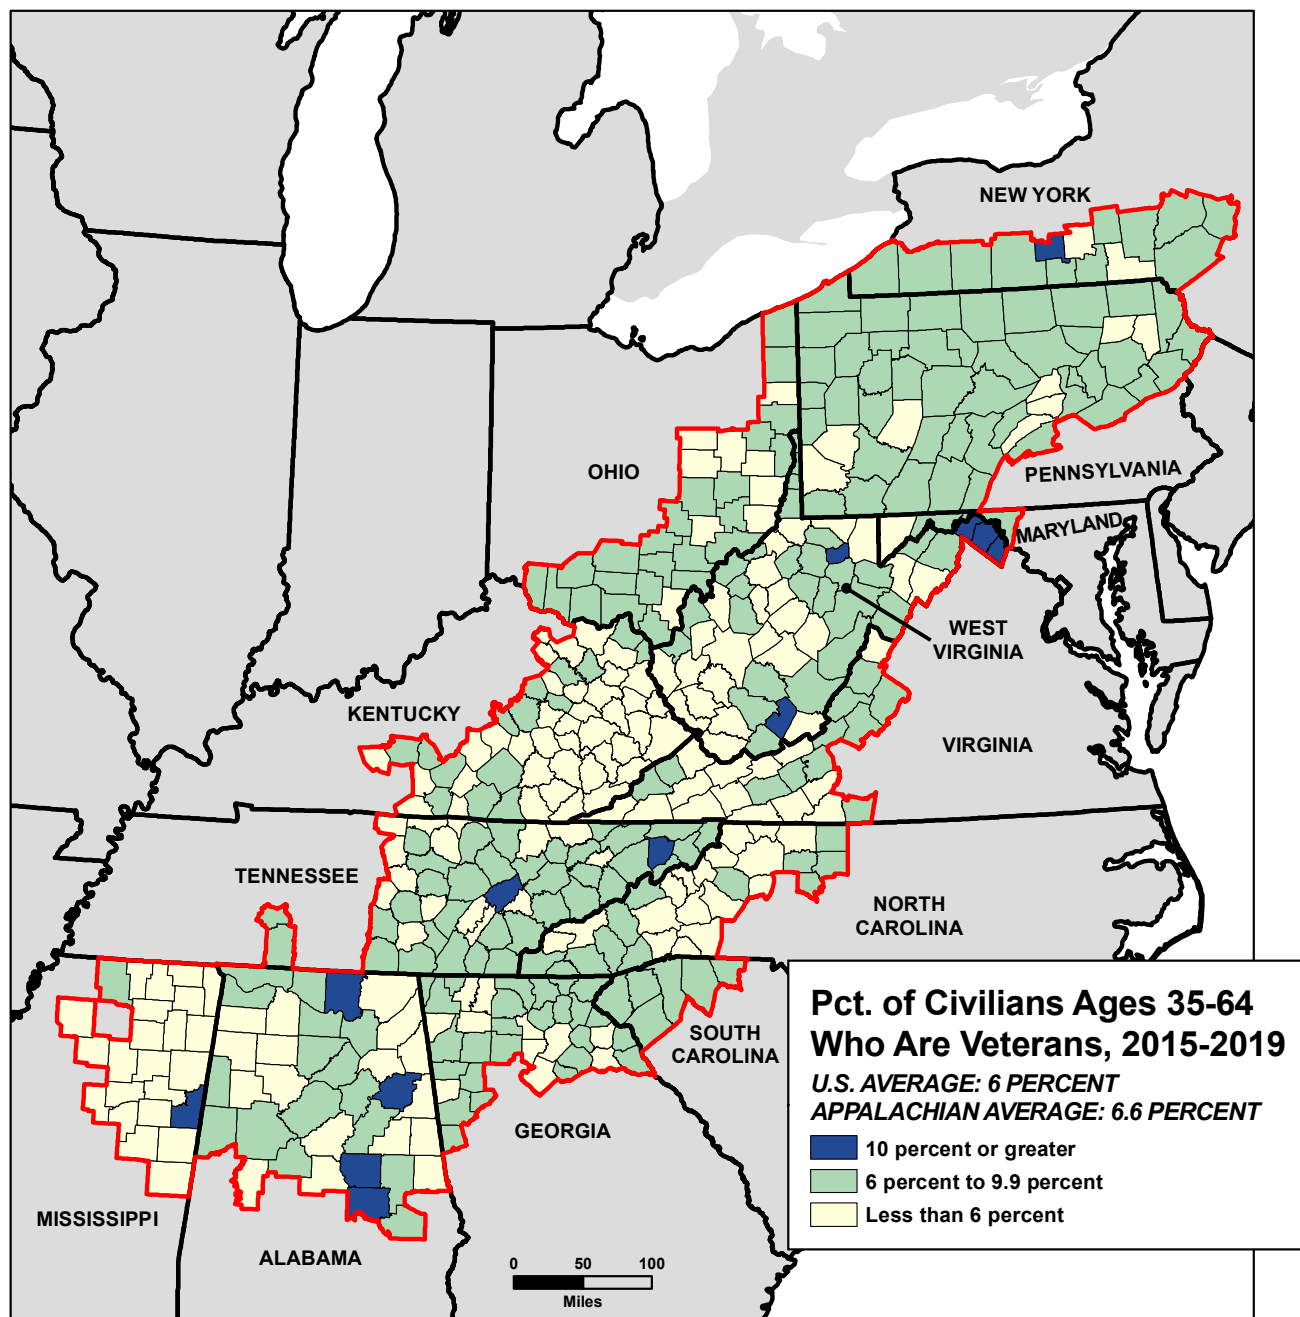 NEW YORK
OHIO
PENNSYLVANIA
MARYLAND
WEST
VIRGINIA
KENTUCKY
VIRGINIA
TENNESSEE
NORTH
CAROLINA
SOUTH
CAROLINA
GEORGIA
MISSISSIPPI
ALABAMA
0 50 100
Miles
Pct. of Civilians Ages 35-64
Who Are Veterans, 2015-2019
U.S. AVERAGE: 6 PERCENT
APPALACHIAN AVERAGE: 6.6 PERCENT
10 percent or greater
6 percent to 9.9 percent
Less than 6 percent